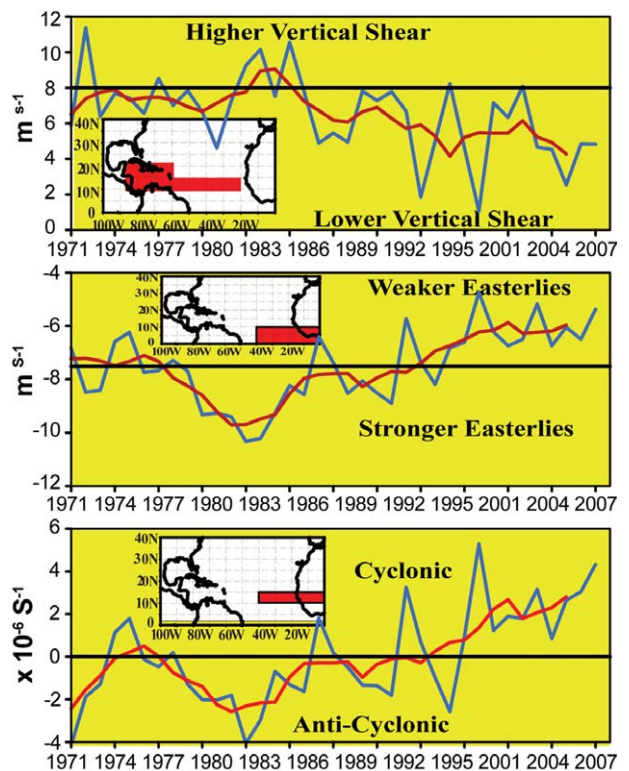 12
10
8
6
4
2
0
m s-1
Higher Vertical Shear
Lower Vertical Shear
40N
30N
20N
10N
0
100W 80W 60W 40W 20W
1971 1974 1977 1980 1983 1986 1989 1992 1995 2001 2004 2007
-4
-6
-8
-10
-12
m s-1
Weaker Easterlies
Stronger Easterlies
40N
30N
20N
10N
0
100W 80W 60W 40W 20W
1971 1974 1977 1980 1983 1986 1989 1992 1995 2001 2004 2007
6
4
2
0
-2
-4
x 10-6 S-1
Cyclonic
Anti-Cyclonic
40N
30N
20N
10N
0
100W 80W 60W 40W 20W
1971 1974 1977 1980 1983 1986 1989 1992 1995 2001 2004 2007